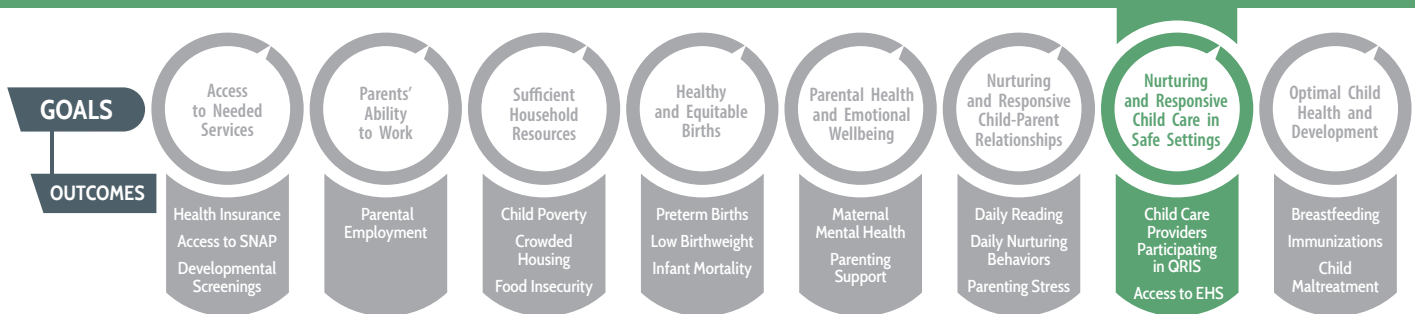 GOALS
OUTCOMES
Access
to Needed
Services
Health Insurance
Access to SNAP
Developmental
Screenings
Parents’
Ability
to Work
Parental
Employment
Sufficient
Household
Resources
Child Poverty
Crowded
Housing
Food Insecurity
Healthy
and Equitable
Births
Preterm Births
Low Birthweight
Infant Mortality
Parental Health
and Emotional
Wellbeing
Maternal
Mental Health
Parenting
Support
Nurturing
and Responsive
Child-Parent
Relationships
Daily Reading
Daily Nurturing
Behaviors
Parenting Stress
Nurturing
and Responsive
Child Care in
Safe Settings
Child Care
Providers
Participating
in QRIS
Access to EHS
Optimal Child
Health and
Development
Breastfeeding
Immunizations
Child
Maltreatment